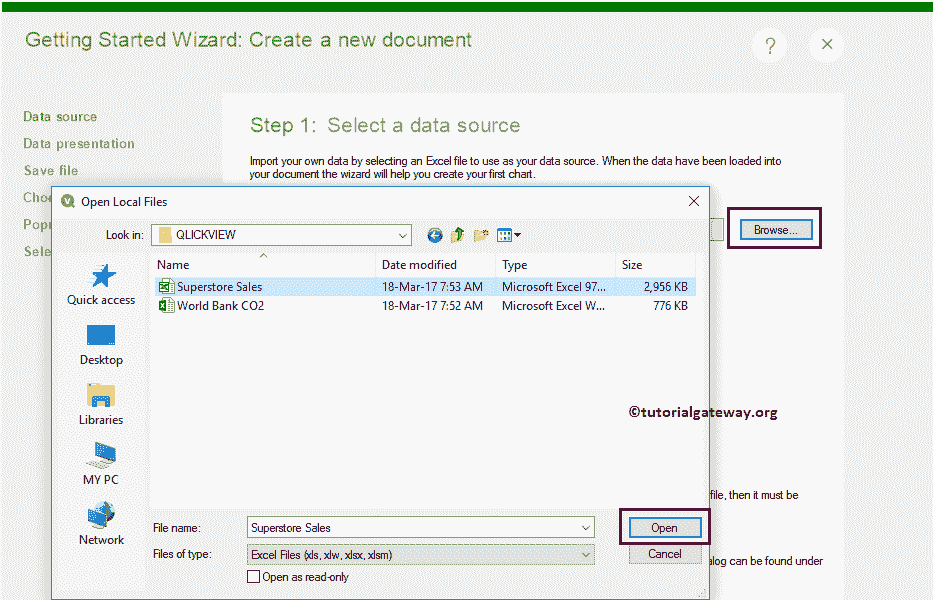 Getting Started Wizard: Create a new document
?
Data source
Data presentation
Save file
Step 1: Select a data source
Import your own data by selecting an Excel file to use as your data source. When the data have been loaded into
your document the wizard will help you create your first chart.
Browse...
Open Local Files
Look in:
QLICKVIEW
Name
Date modified
Type
Size
Superstore Sales
18-Mar-17 7:53 AM
Microsoft Excel 97...
2,956 KB
World Bank CO2
18-Mar-17 7:52 AM
Microsoft Excel W...
776 KB
Quick access
Desktop
Libraries
MY PC
Network
©tutorialgateway.org
file, then it must be
File name:
Superstore Sales
Open
Files of type:
Excel Files (xls, xlw, xlsx, xlsm)
Cancel
alog can be found under
Open as read-only